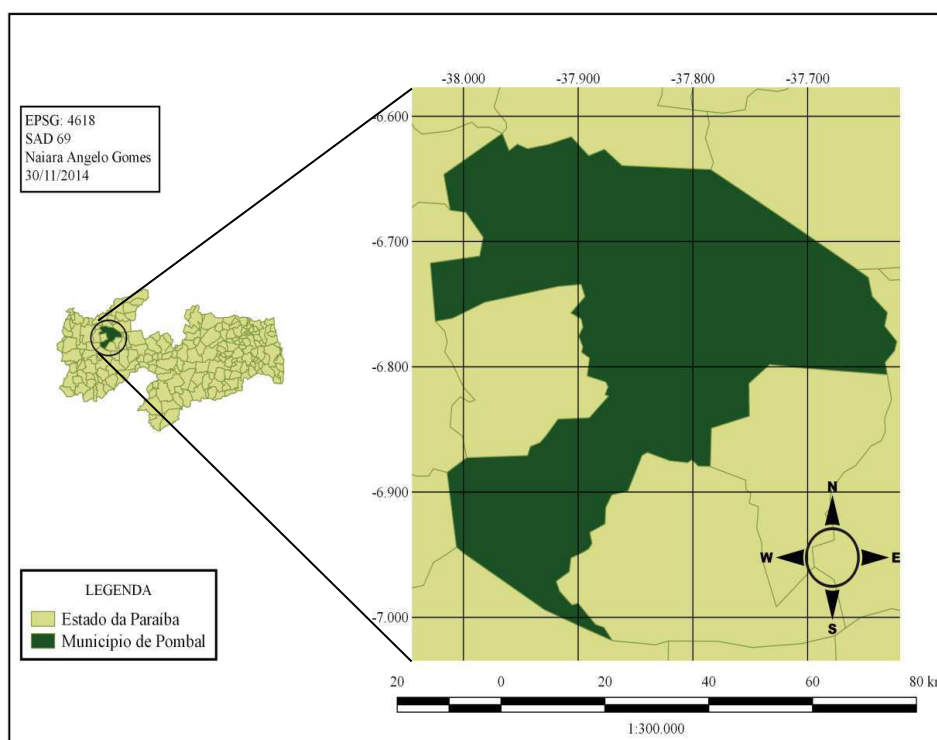 -38.000 -37.900 -37.800 -37.700
EPSG: 4618
SAD 69
Naiara Angelo Gomes
30/11/2014
-6.600
-6.700
-6.800
-6.900
-7.000
N
W E
S
LEGENDA
Estado da Paraíba
Município de Pombal
20 0 20 40 60 80 km
1:300.000